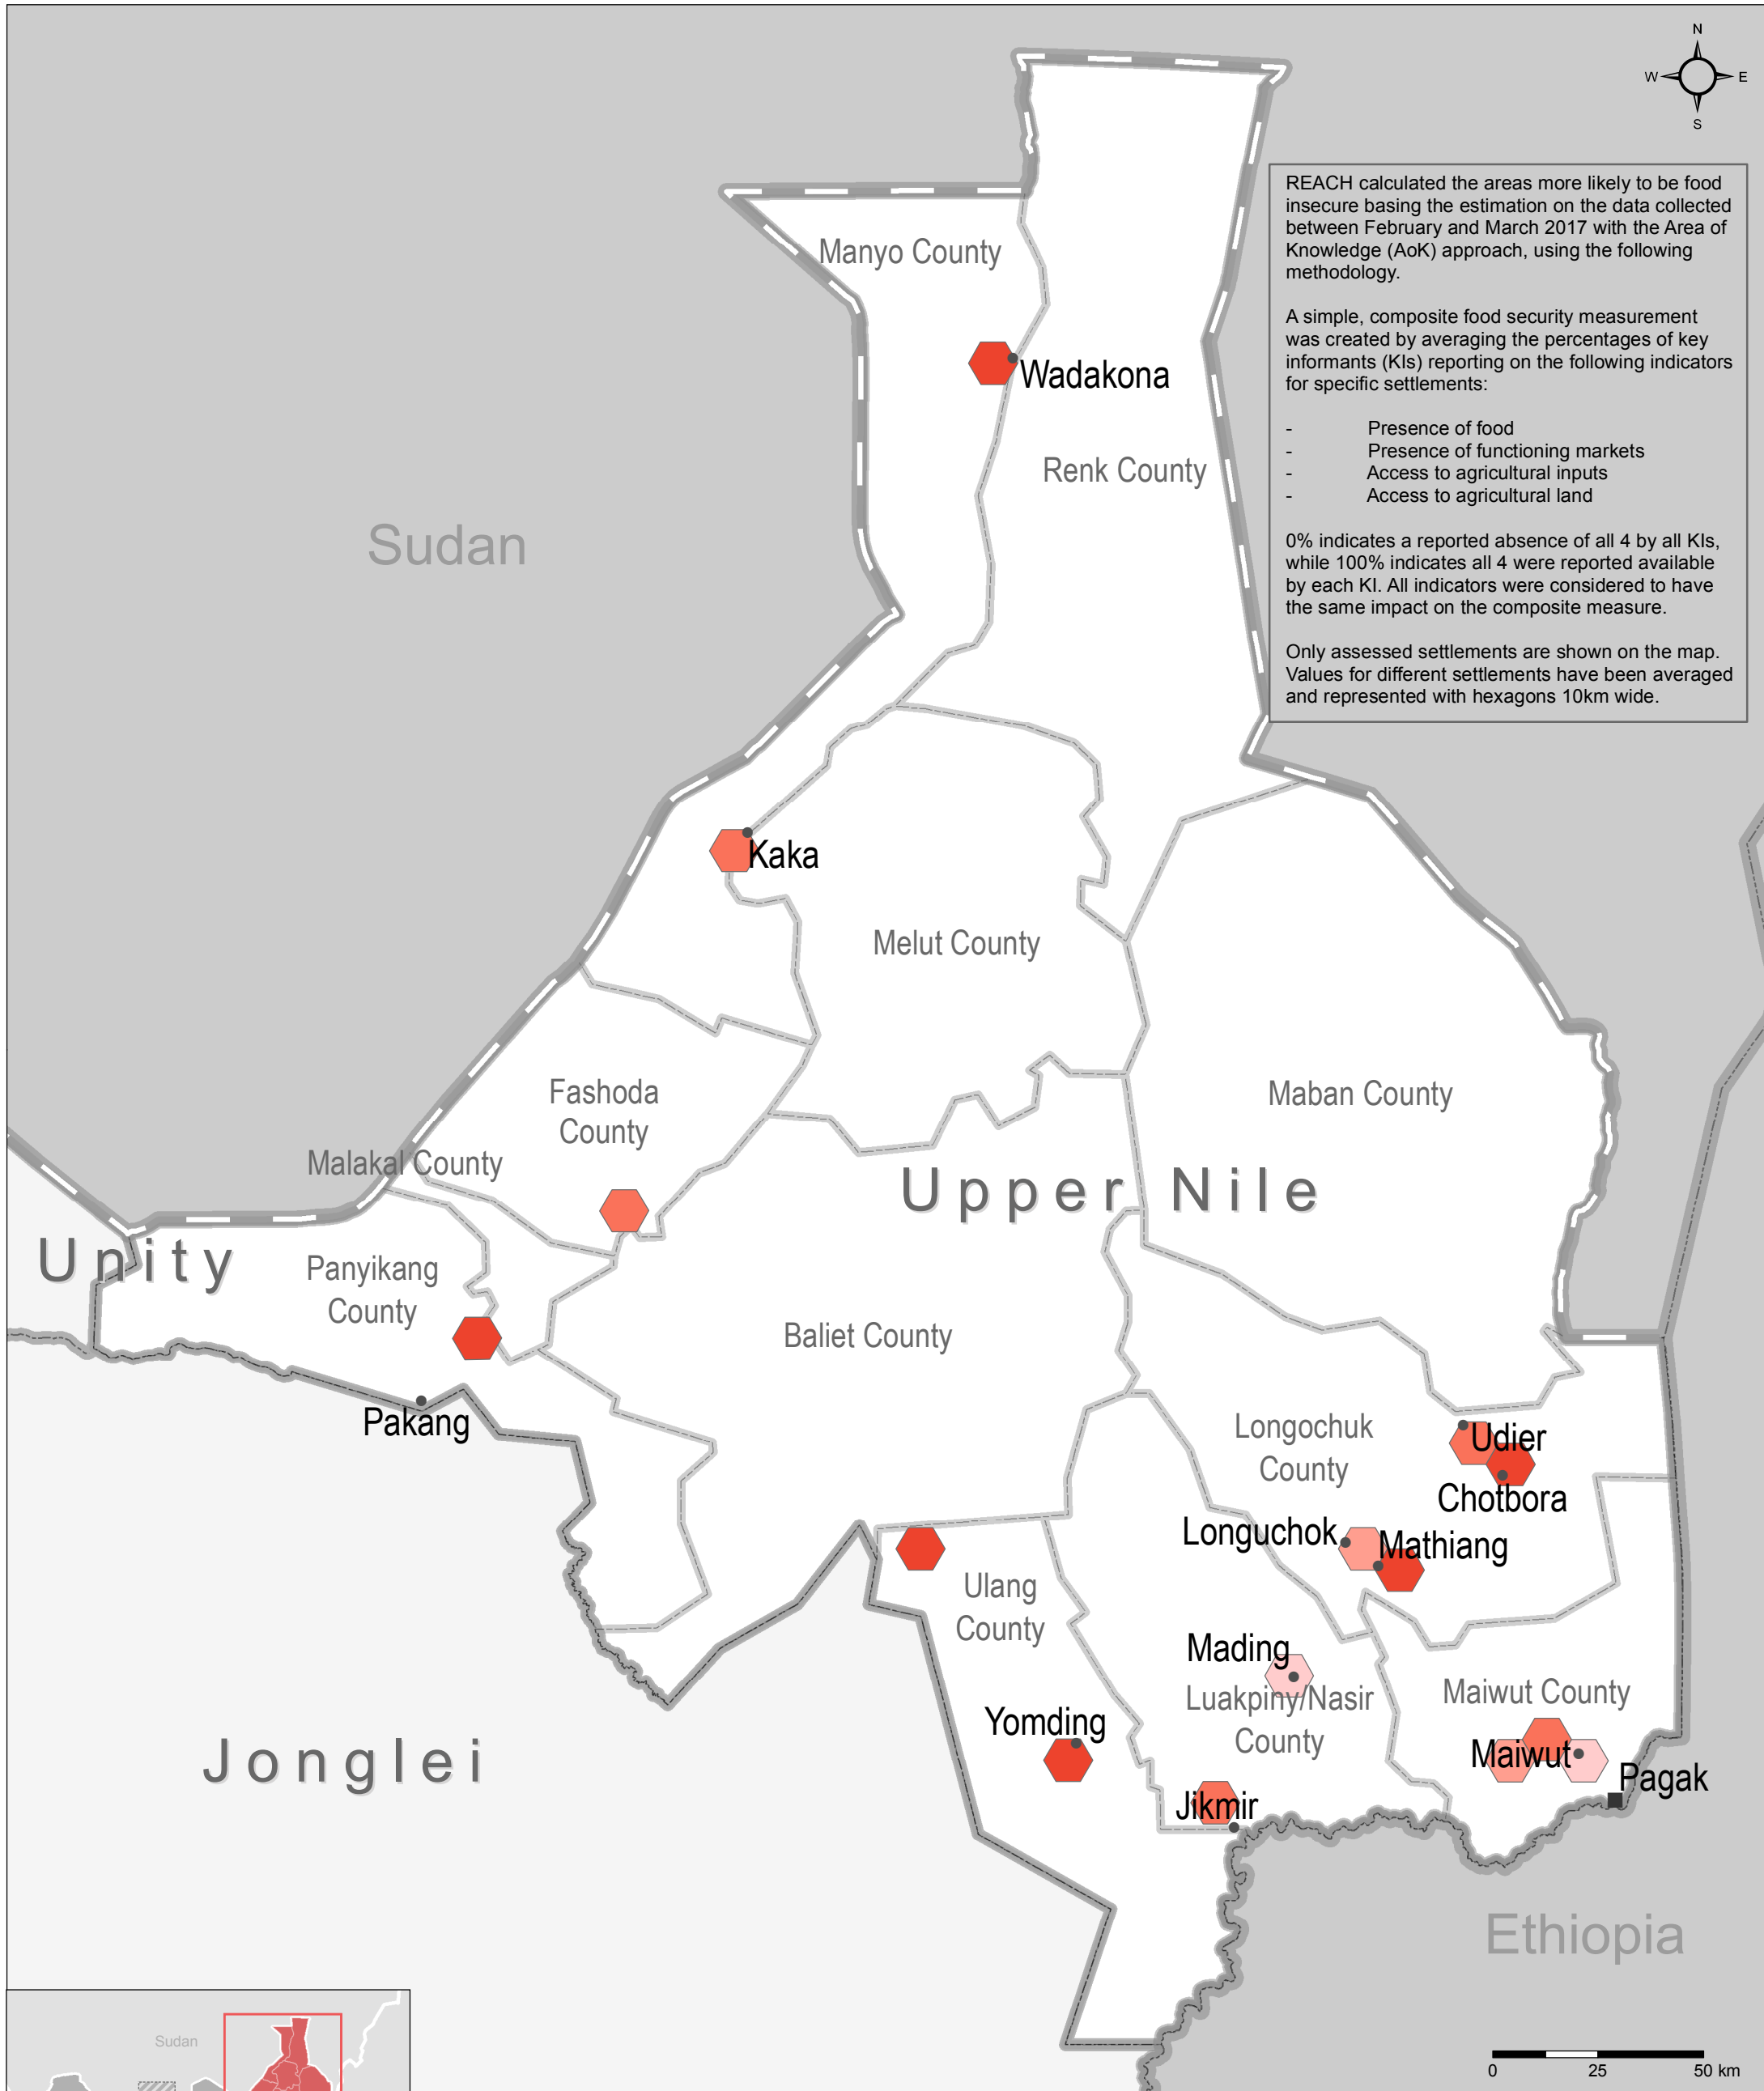 N
W
E
S
REACH calculated the areas more likely to be food
insecure basing the estimation on the data collected
between February and March 2017 with the Area of
Knowledge (AoK) approach, using the following
methodology.
A simple, composite food security measurement
was created by averaging the percentages of key
informants (KIs) reporting on the following indicators
for specific settlements:
- Presence of food
- Presence of functioning markets
- Access to agricultural inputs
- Access to agricultural land
0% indicates a reported absence of all 4 by all KIs,
while 100% indicates all 4 were reported available
by each KI. All indicators were considered to have
the same impact on the composite measure.
Only assessed settlements are shown on the map.
Values for different settlements have been averaged
and represented with hexagons 10km wide.
Manyo County
Wadakona
Renk County
Sudan
Kaka
Melut County
Fashoda
County
Maban County
Malakal County
Upper Nile
Unity
Panyikang
County
Baliet County
Pakang
Longochuk
County
Udier
Chotbora
Longuchok
Mathiang
Ulang
County
Mading
Luakpiny/Nasir
County
Maiwut County
Yomding
Maiwut
Pagak
Jikmir
Jonglei
Ethiopia
Sudan
0 25 50 km